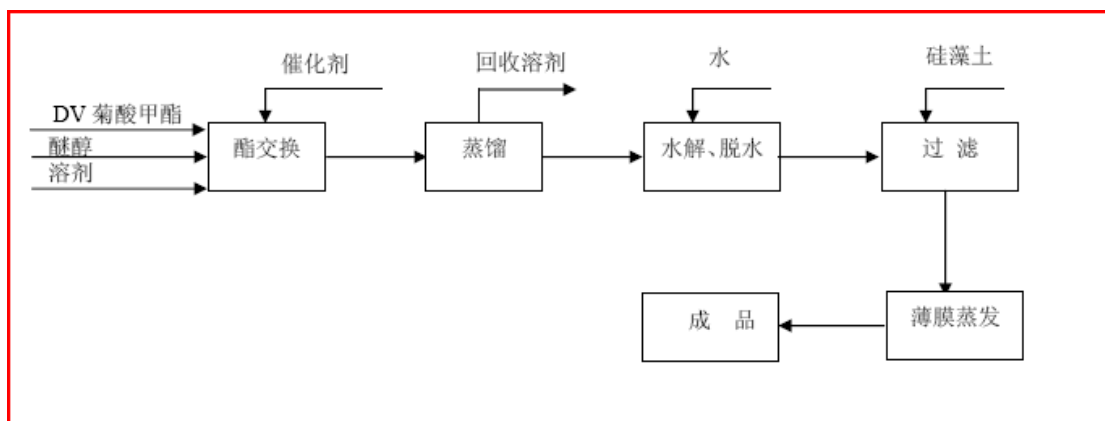 催化剂
回收溶剂
水
硅藻土
DV 菊酸甲酯
醚醇
溶剂
酯交换
蒸馏
水解、脱水
过 滤
成 品
薄膜蒸发